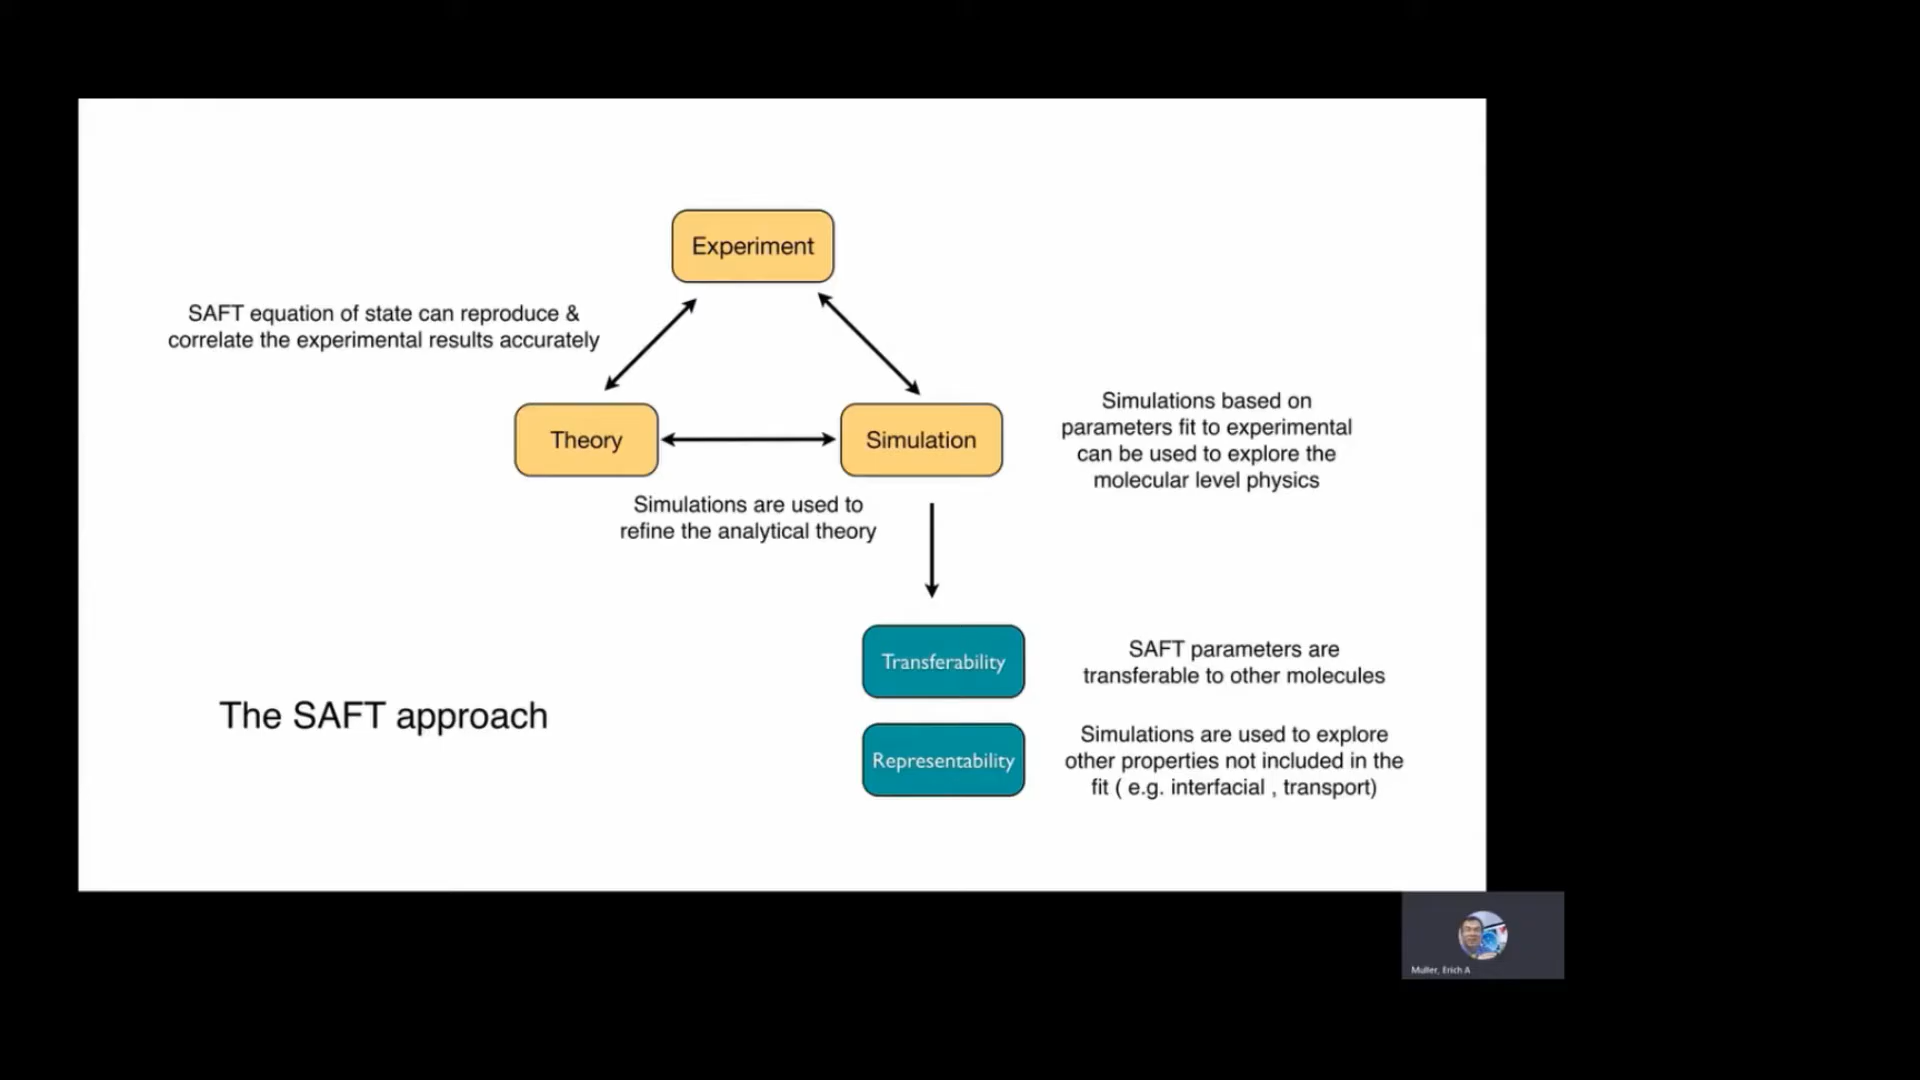 Experiment
SAFT equation of state can reproduce &
correlate the experimental results accurately
Theory
Simulation
Simulations based on
parameters fit to experimental
can be used to explore the
molecular level physics
Simulations are used to
refine the analytical theory
Transferability
SAFT parameters are
transferable to other molecules
The SAFT approach
Representability
Simulations are used to explore
other properties not included in the
fit ( e.g. interfacial , transport)
Muller, Erich A